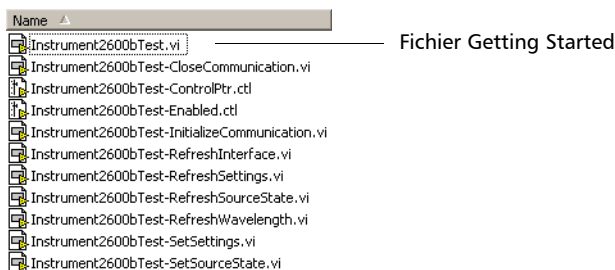 Name
Instrument2600bTest.vi Fichier Getting Started
Instrument2600bTest-CloseCommunication.vi
Instrument2600bTest-ControlPtr.ctl
Instrument2600bTest-Enabled.ctl
Instrument2600bTest-InitializeCommunication.vi
Instrument2600bTest-RefreshInterface.vi
Instrument2600bTest-RefreshSettings.vi
Instrument2600bTest-RefreshSourceState.vi
Instrument2600bTest-RefreshWavelength.vi
Instrument2600bTest-SetSettings.vi
Instrument2600bTest-SetSourceState.vi